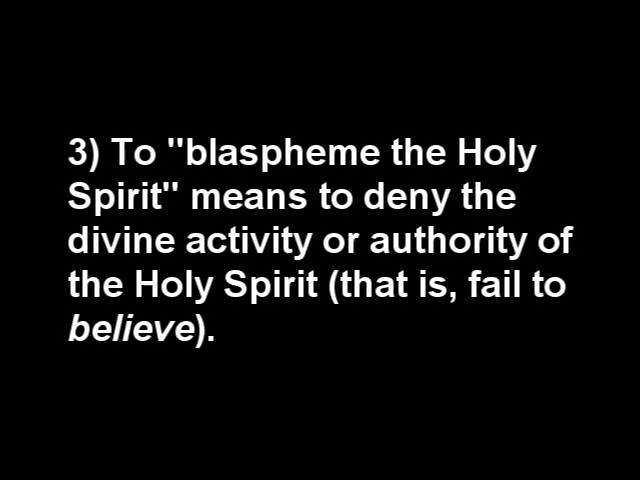 3) To "blaspheme the Holy
Spirit" means to deny the
divine activity or authority of
the Holy Spirit (that is, fail to
believe).